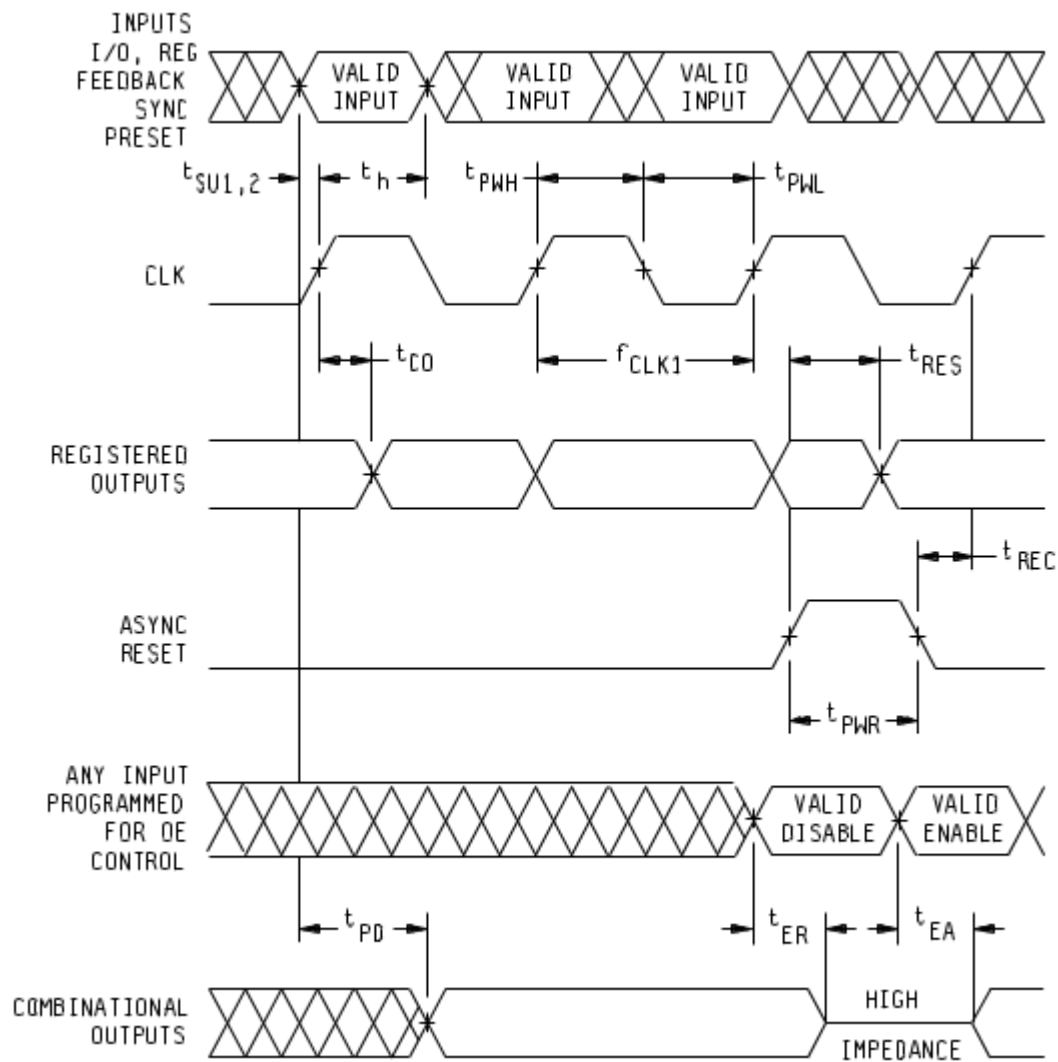 INPUTS
I/O, REG
FEEDBACK
SYNC
PRESET
VALID
INPUT
VALID
INPUT
VALID
INPUT
tSU1,2
th
tPWH
tPWL
CLK
tCO
fCLK1
tRES
REGISTERED
OUTPUTS
tREC
ASYNC
RESET
tPWR
ANY INPUT
PROGRAMMED
FOR OE
CONTROL
VALID
DISABLE
VALID
ENABLE
tPD
tER
tEA
COMBINATIONAL
OUTPUTS
HIGH
IMPEDANCE